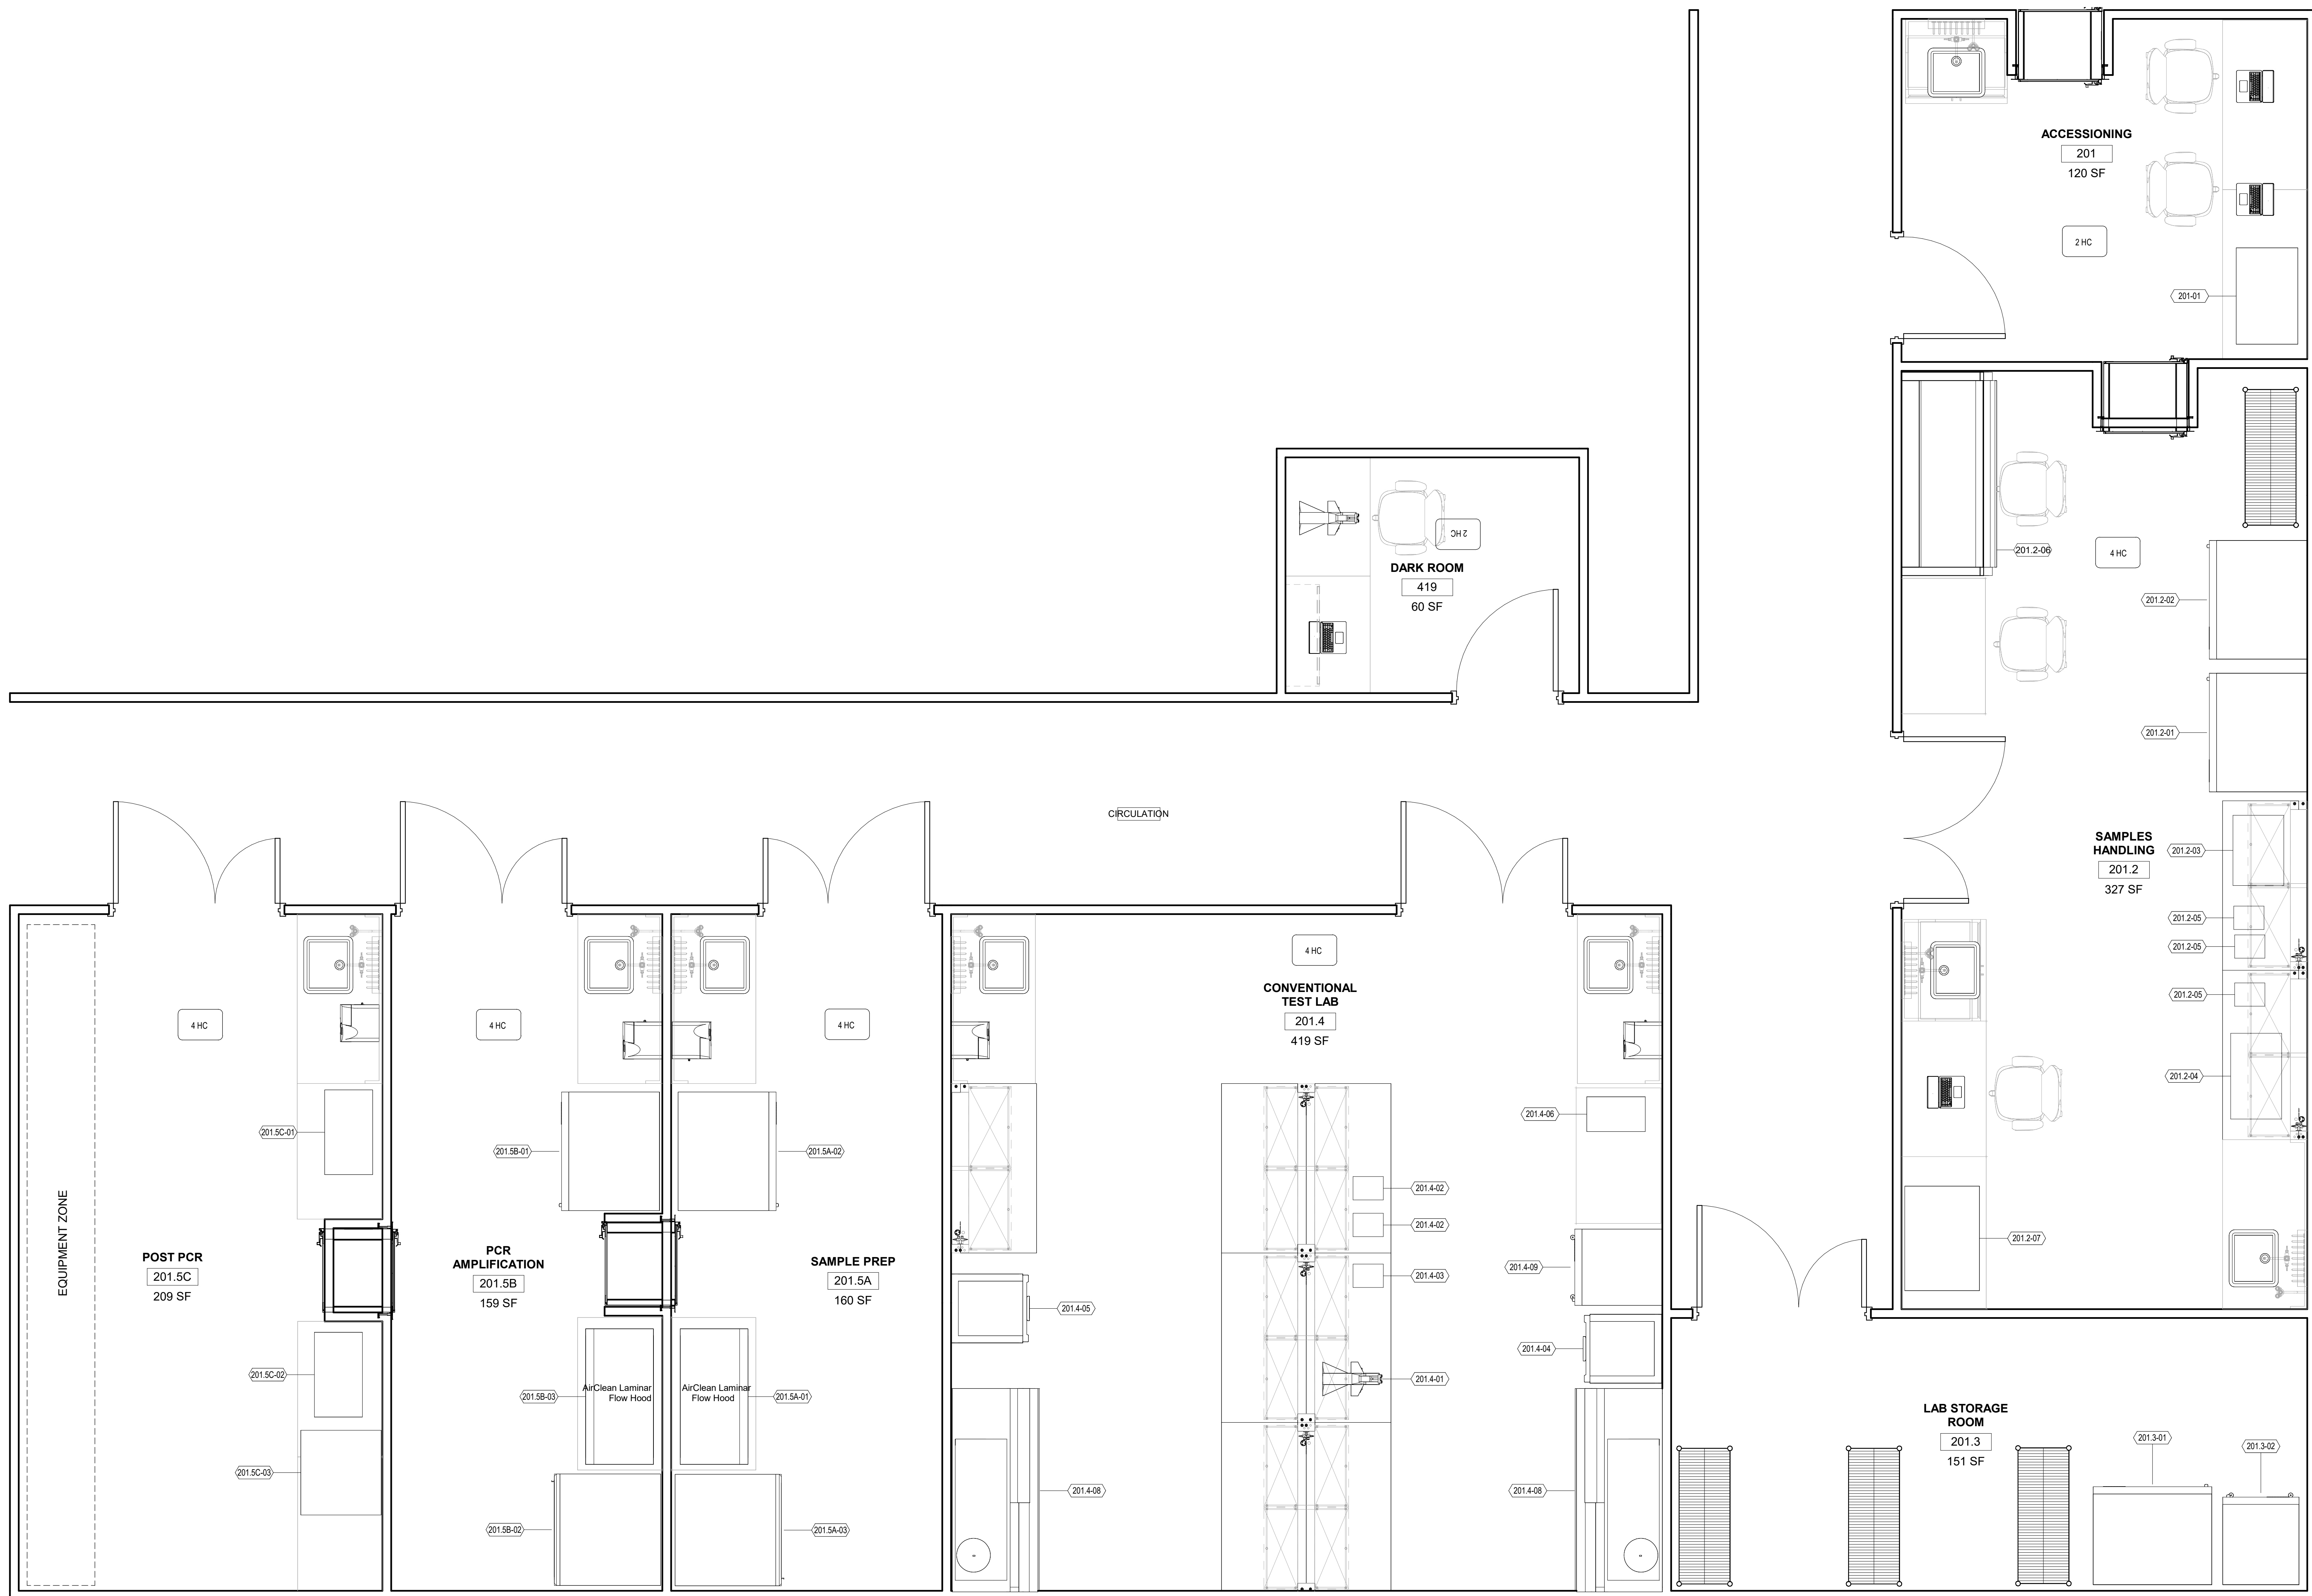 ACCESSIONING
201
120 SF
2 HC
201-01
2 HC
DARK ROOM
419
60 SF
201.2-06
4 HC
201.2-02
201.2-01
CIRCULATION
SAMPLES
HANDLING
201.2
327 SF
201.2-03
201.2-05
201.2-05
201.2-05
201.2-04
201.2-07
4 HC
EQUIPMENT ZONE
201.5C-01
POST PCR
201.5C
209 SF
201.5C-02
201.5C-03
4 HC
201.5B-01
PCR
AMPLIFICATION
201.5B
159 SF
201.5B-03
AirClean Laminar
Flow Hood
201.5B-02
4 HC
201.5A-02
SAMPLE PREP
201.5A
160 SF
AirClean Laminar
Flow Hood
201.5A-01
201.5A-03
4 HC
CONVENTIONAL
TEST LAB
201.4
419 SF
201.4-06
201.4-02
201.4-02
201.4-03
201.4-09
201.4-05
201.4-04
201.4-01
201.4-08
201.4-08
LAB STORAGE
ROOM
201.3
151 SF
201.3-01
201.3-02